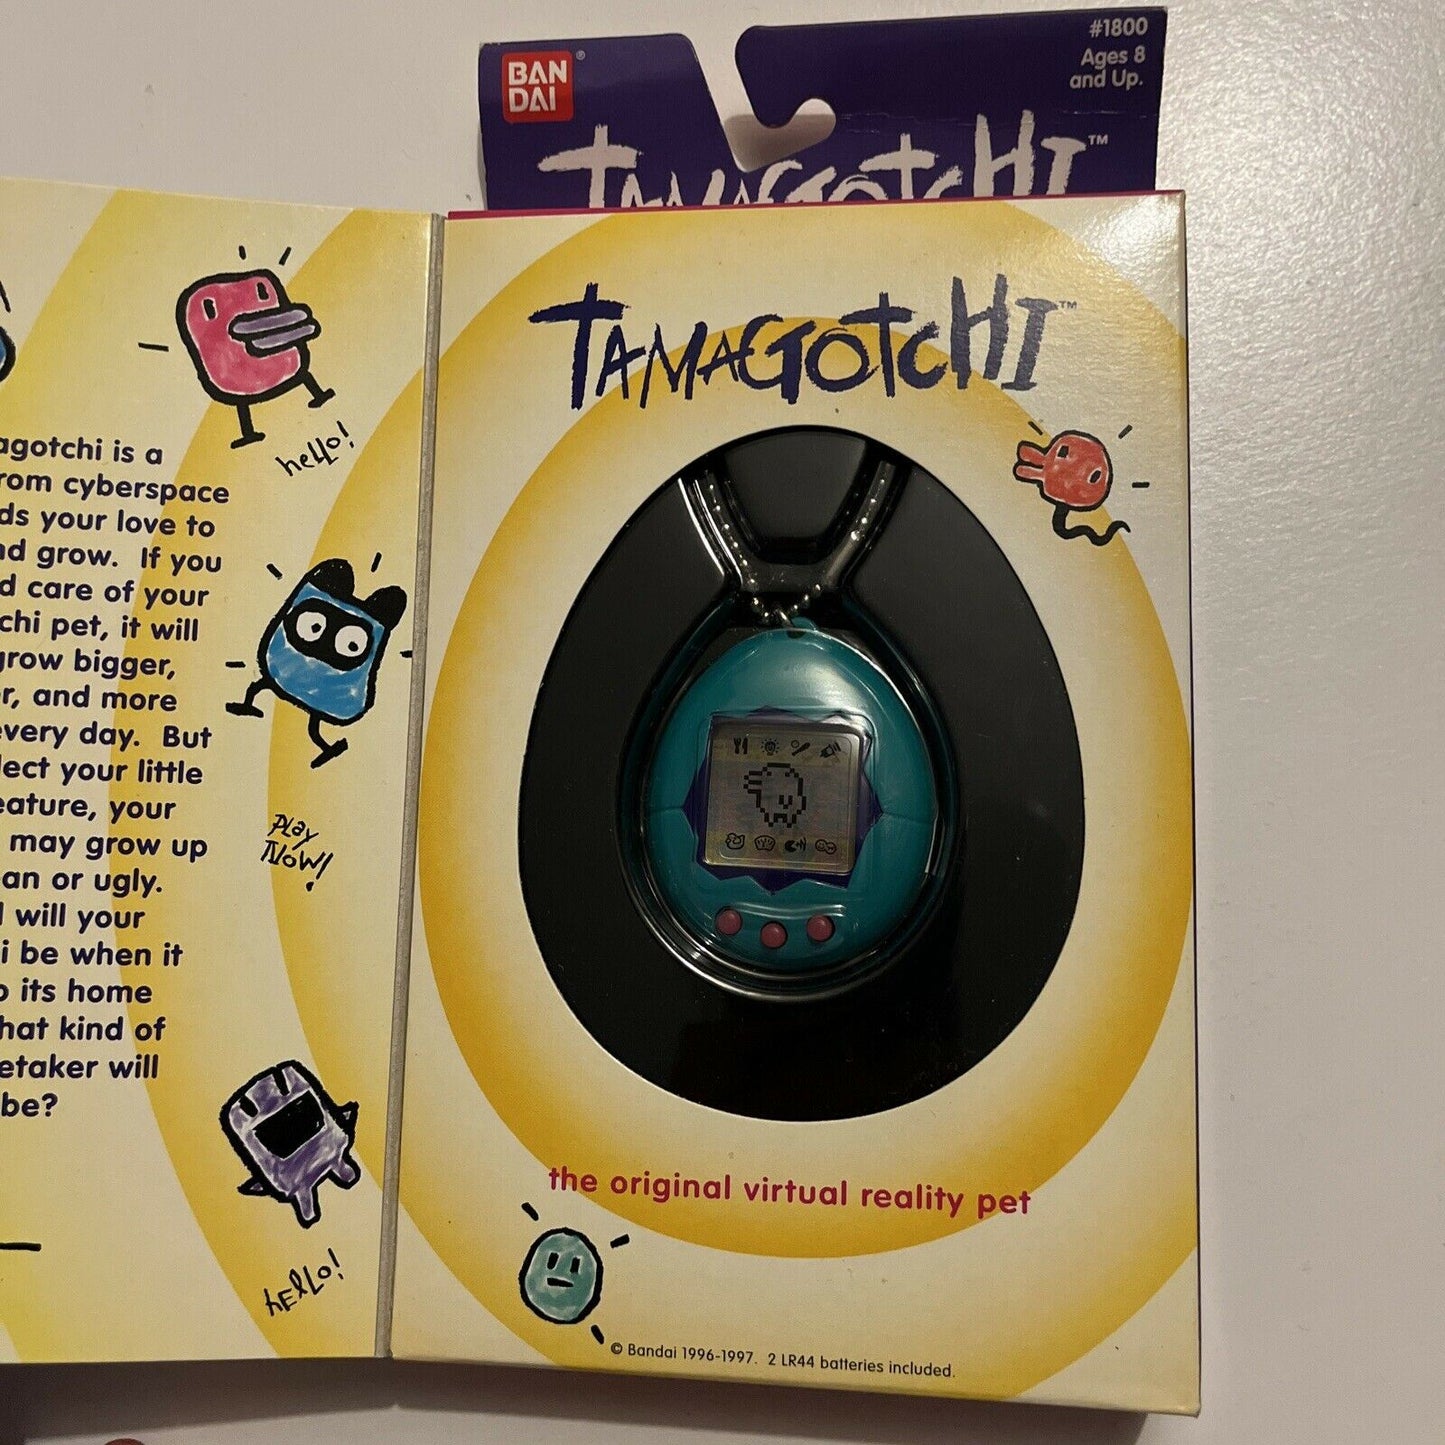 BAN
DAI®
#1800
Ages 8
and Up.
TAMAGOTCHI™
agotchi is a
rom cyberspace
ds your love to
nd grow. If you
d care of your
chi pet, it will
grow bigger,
r, and more
every day. But
lect your little
eature, your
may grow up
an or ugly.
will your
i be when it
its home
hat kind of
etaker will
be?
hello!
PLAY
NOW!
hello!
TAMAGOTCHI™
the original virtual reality pet
© Bandai 1996-1997. 2 LR44 batteries included.